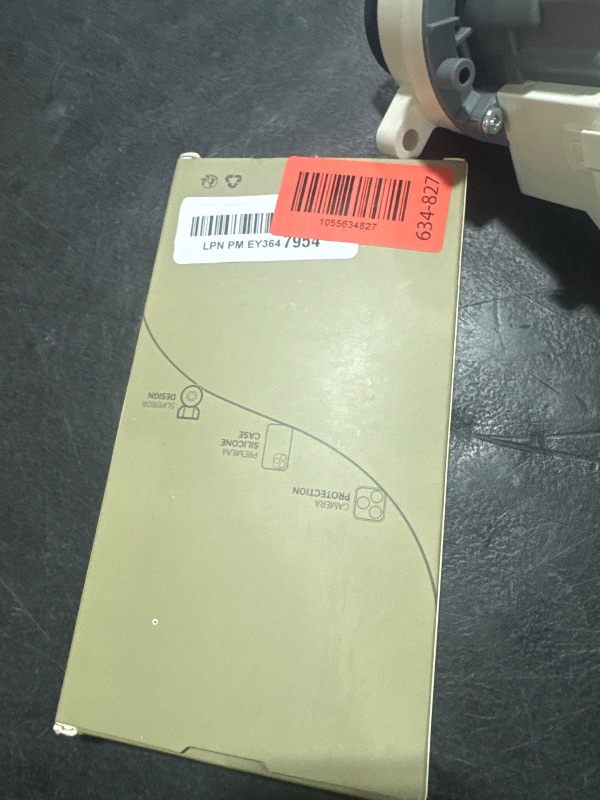 1055634827
634-827
LPN PM EY364 7954
SUPERIOR
DESIGN
PREMIUM
SILICONE
CASE
CAMERA
PROTECTION